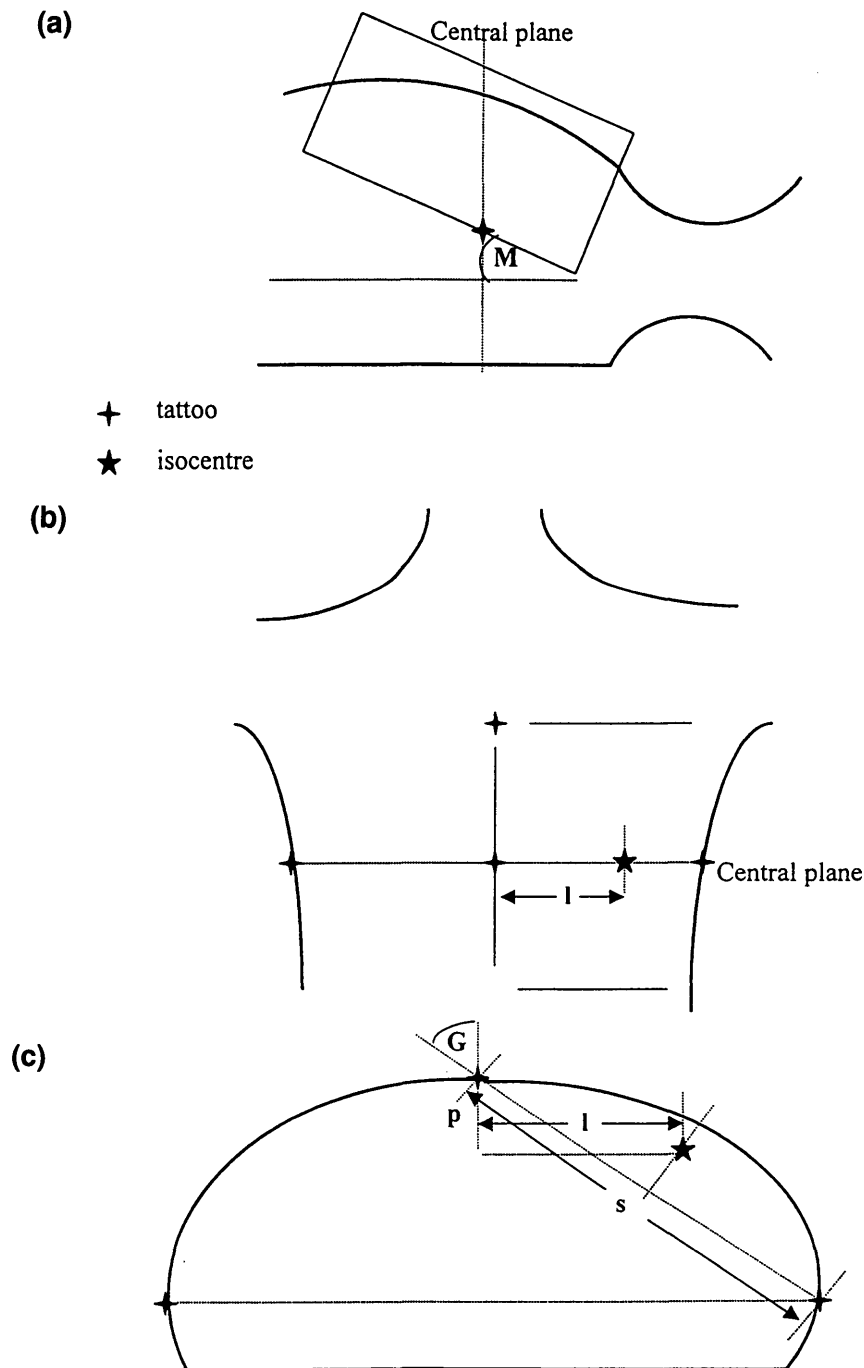 (a)
Central plane
M
tattoo
isocentre
(b)
Central plane
l
(c)
G
p
l
s